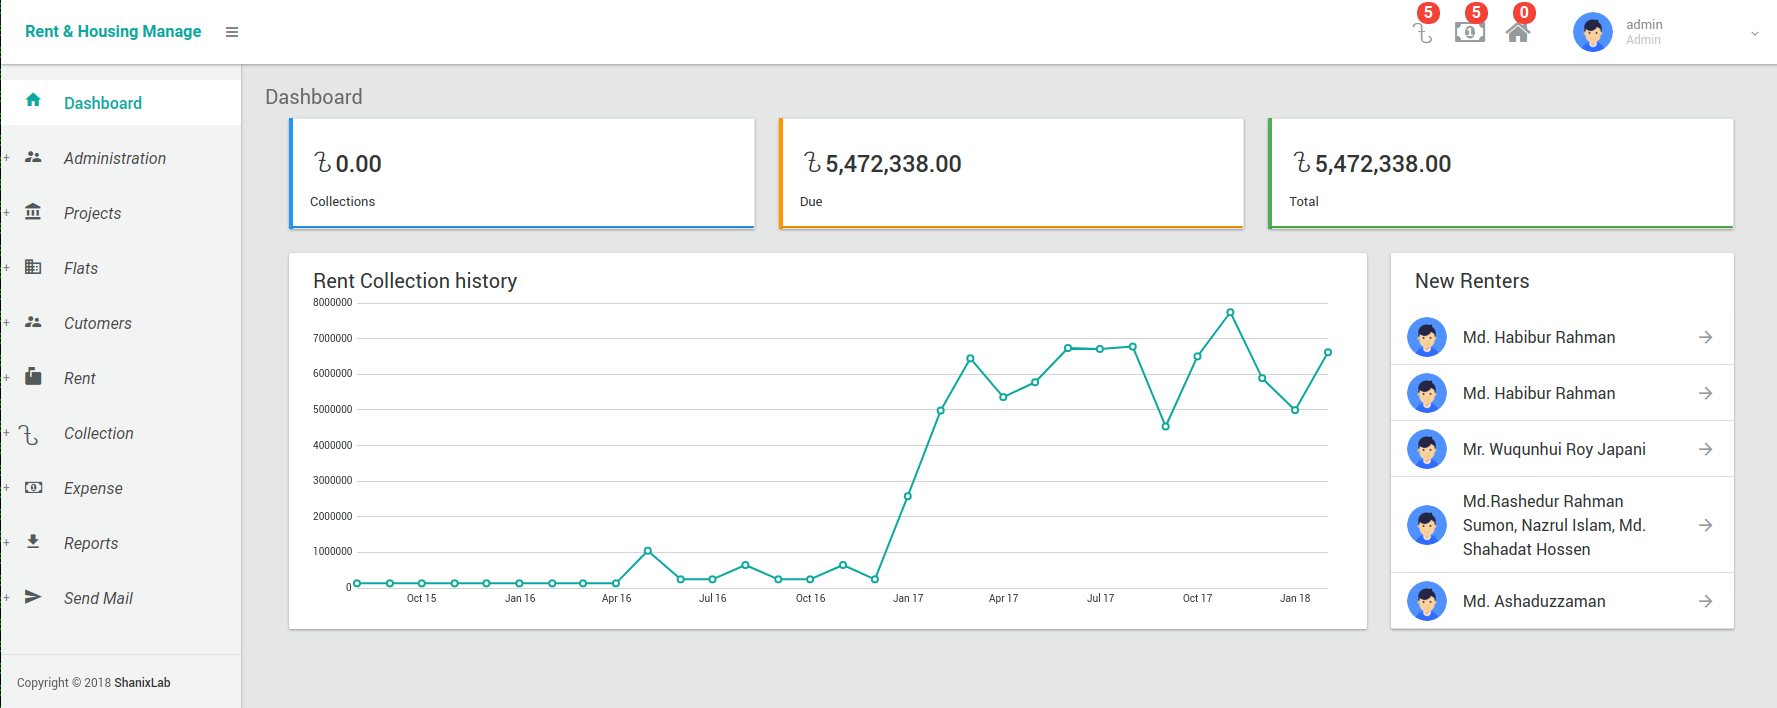 Rent & Housing Manage
5
5
0
admin
Admin
Dashboard
+ Administration
+ Projects
+ Flats
+ Cutomers
+ Rent
+ Collection
+ Expense
+ Reports
+ Send Mail
Copyright © 2018 ShanixLab
Dashboard
৳0.00
Collections
৳5,472,338.00
Due
৳5,472,338.00
Total
Rent Collection history
8000000
7000000
6000000
5000000
4000000
3000000
2000000
1000000
0
Oct 15 Jan 16 Apr 16 Jul 16 Oct 16 Jan 17 Apr 17 Jul 17 Oct 17 Jan 18
New Renters
Md. Habibur Rahman
Md. Habibur Rahman
Mr. Wuqunhui Roy Japani
Md.Rashedur Rahman
Sumon, Nazrul Islam, Md.
Shahadat Hossen
Md. Ashaduzzaman